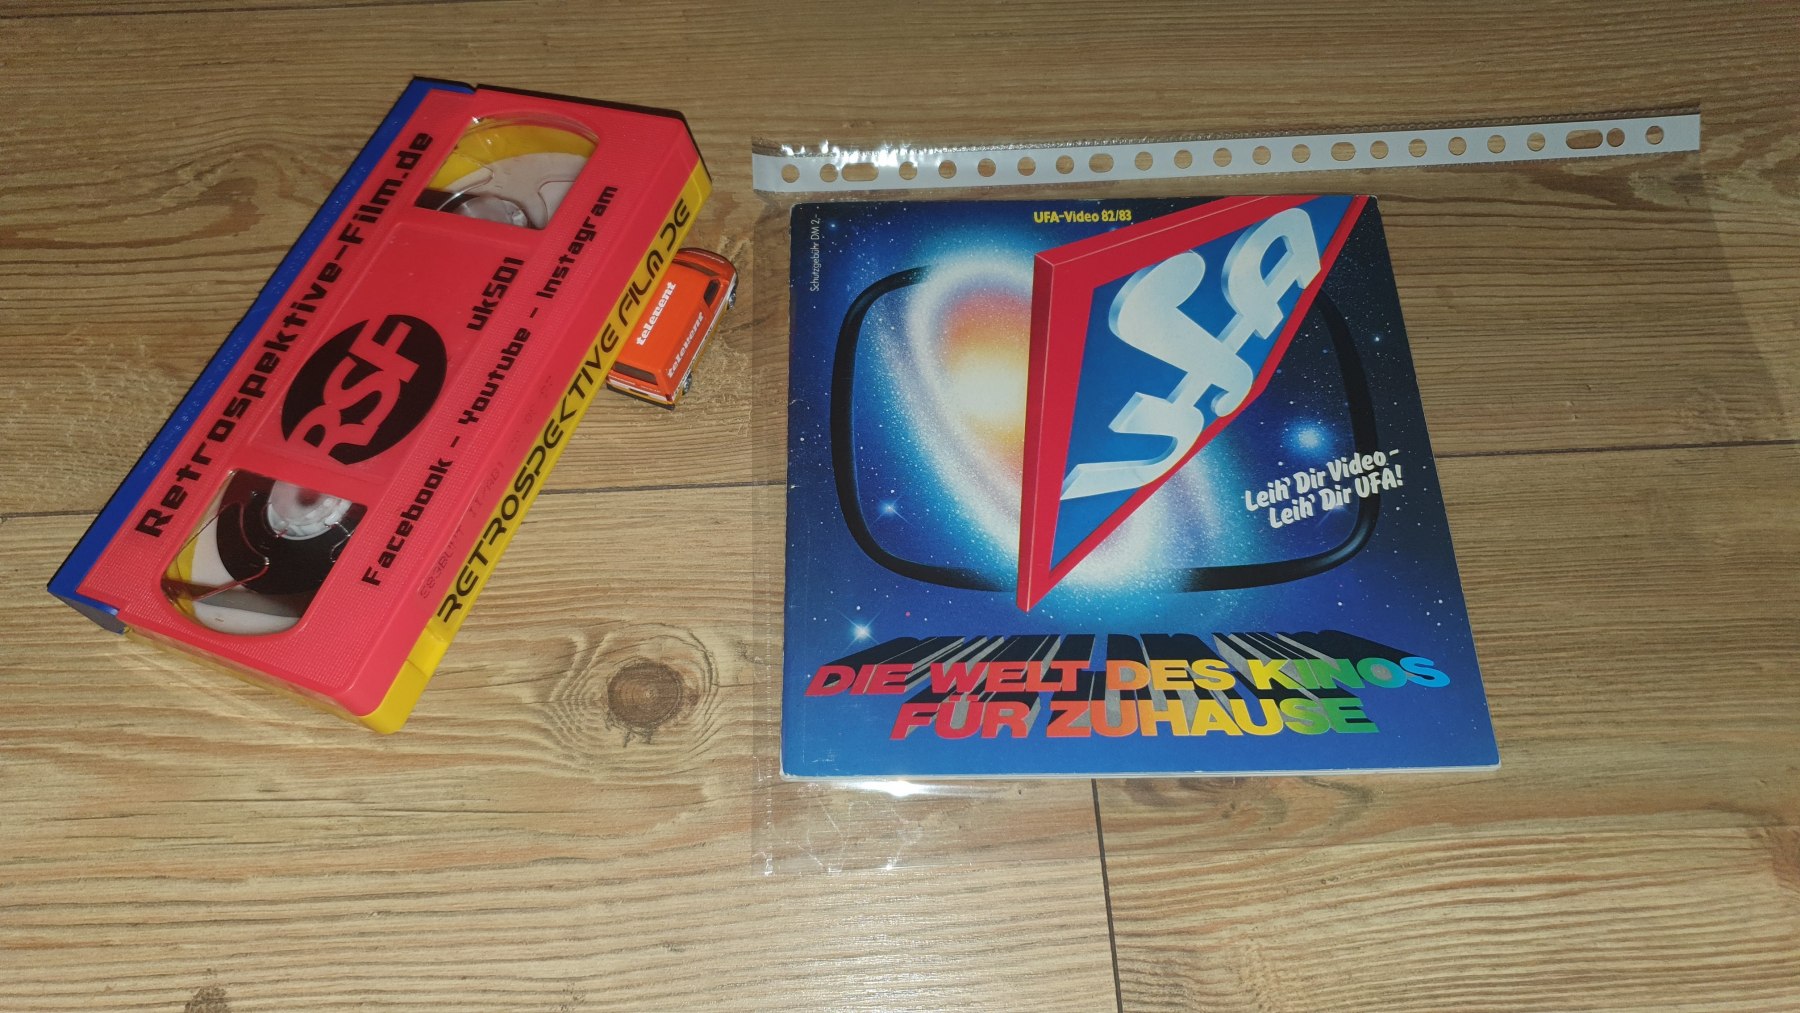 Retrospektive-Film.de
RSF
uk501
Facebook - Youtube - Instagram
RETROSPEKTIVE FILM DE
telenent
telenent
UFA-Video 82/83
Schutzgebühr DM 2,-
UFA
Leih' Dir Video -
Leih' Dir UFA!
DIE WELT DES KINOS
FÜR ZUHAUSE